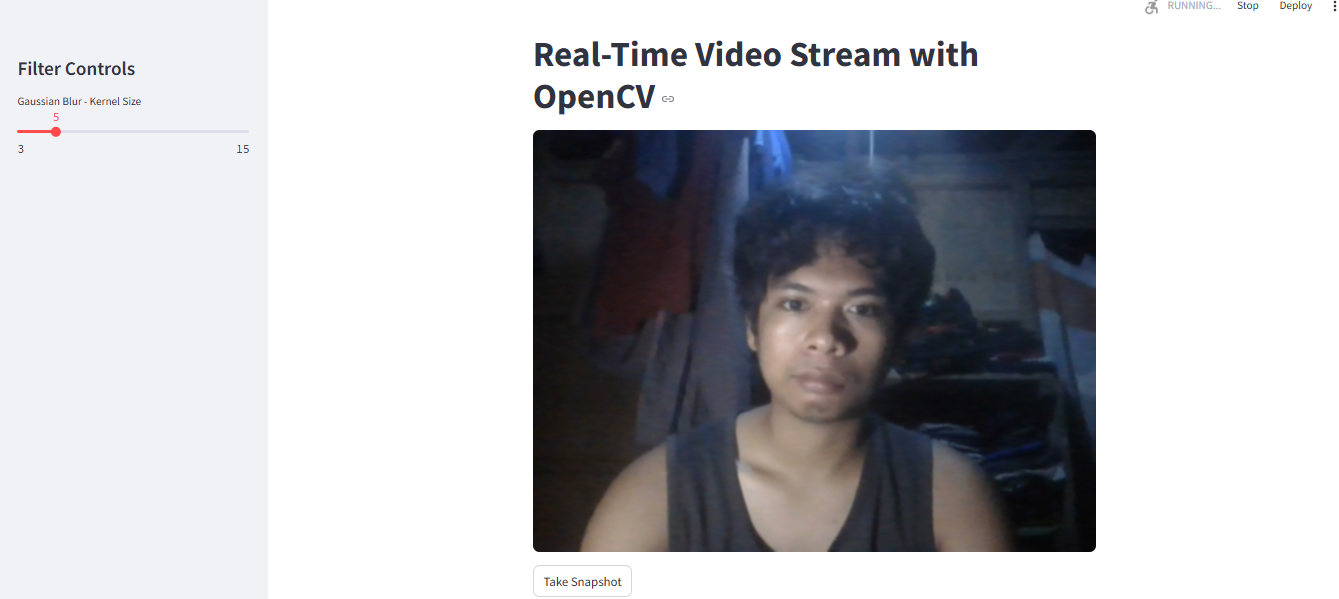 RUNNING... Stop Deploy
Filter Controls
Gaussian Blur - Kernel Size
5
3 15
Real-Time Video Stream with
OpenCV
Take Snapshot